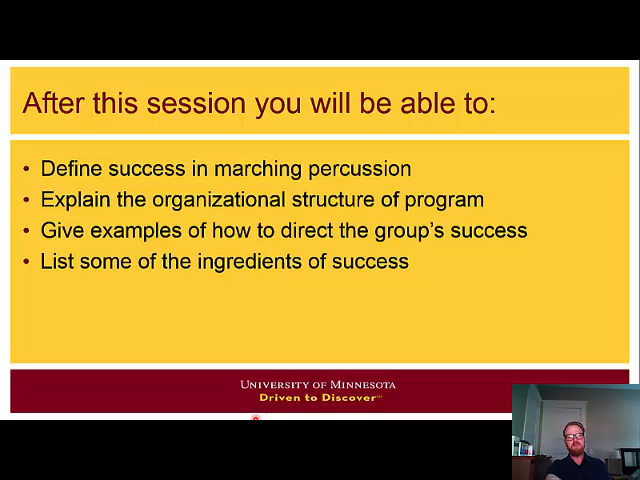 After this session you will be able to:
• Define success in marching percussion
• Explain the organizational structure of program
• Give examples of how to direct the group's success
• List some of the ingredients of success
UNIVERSITY OF MINNESOTA
Driven to Discover℠